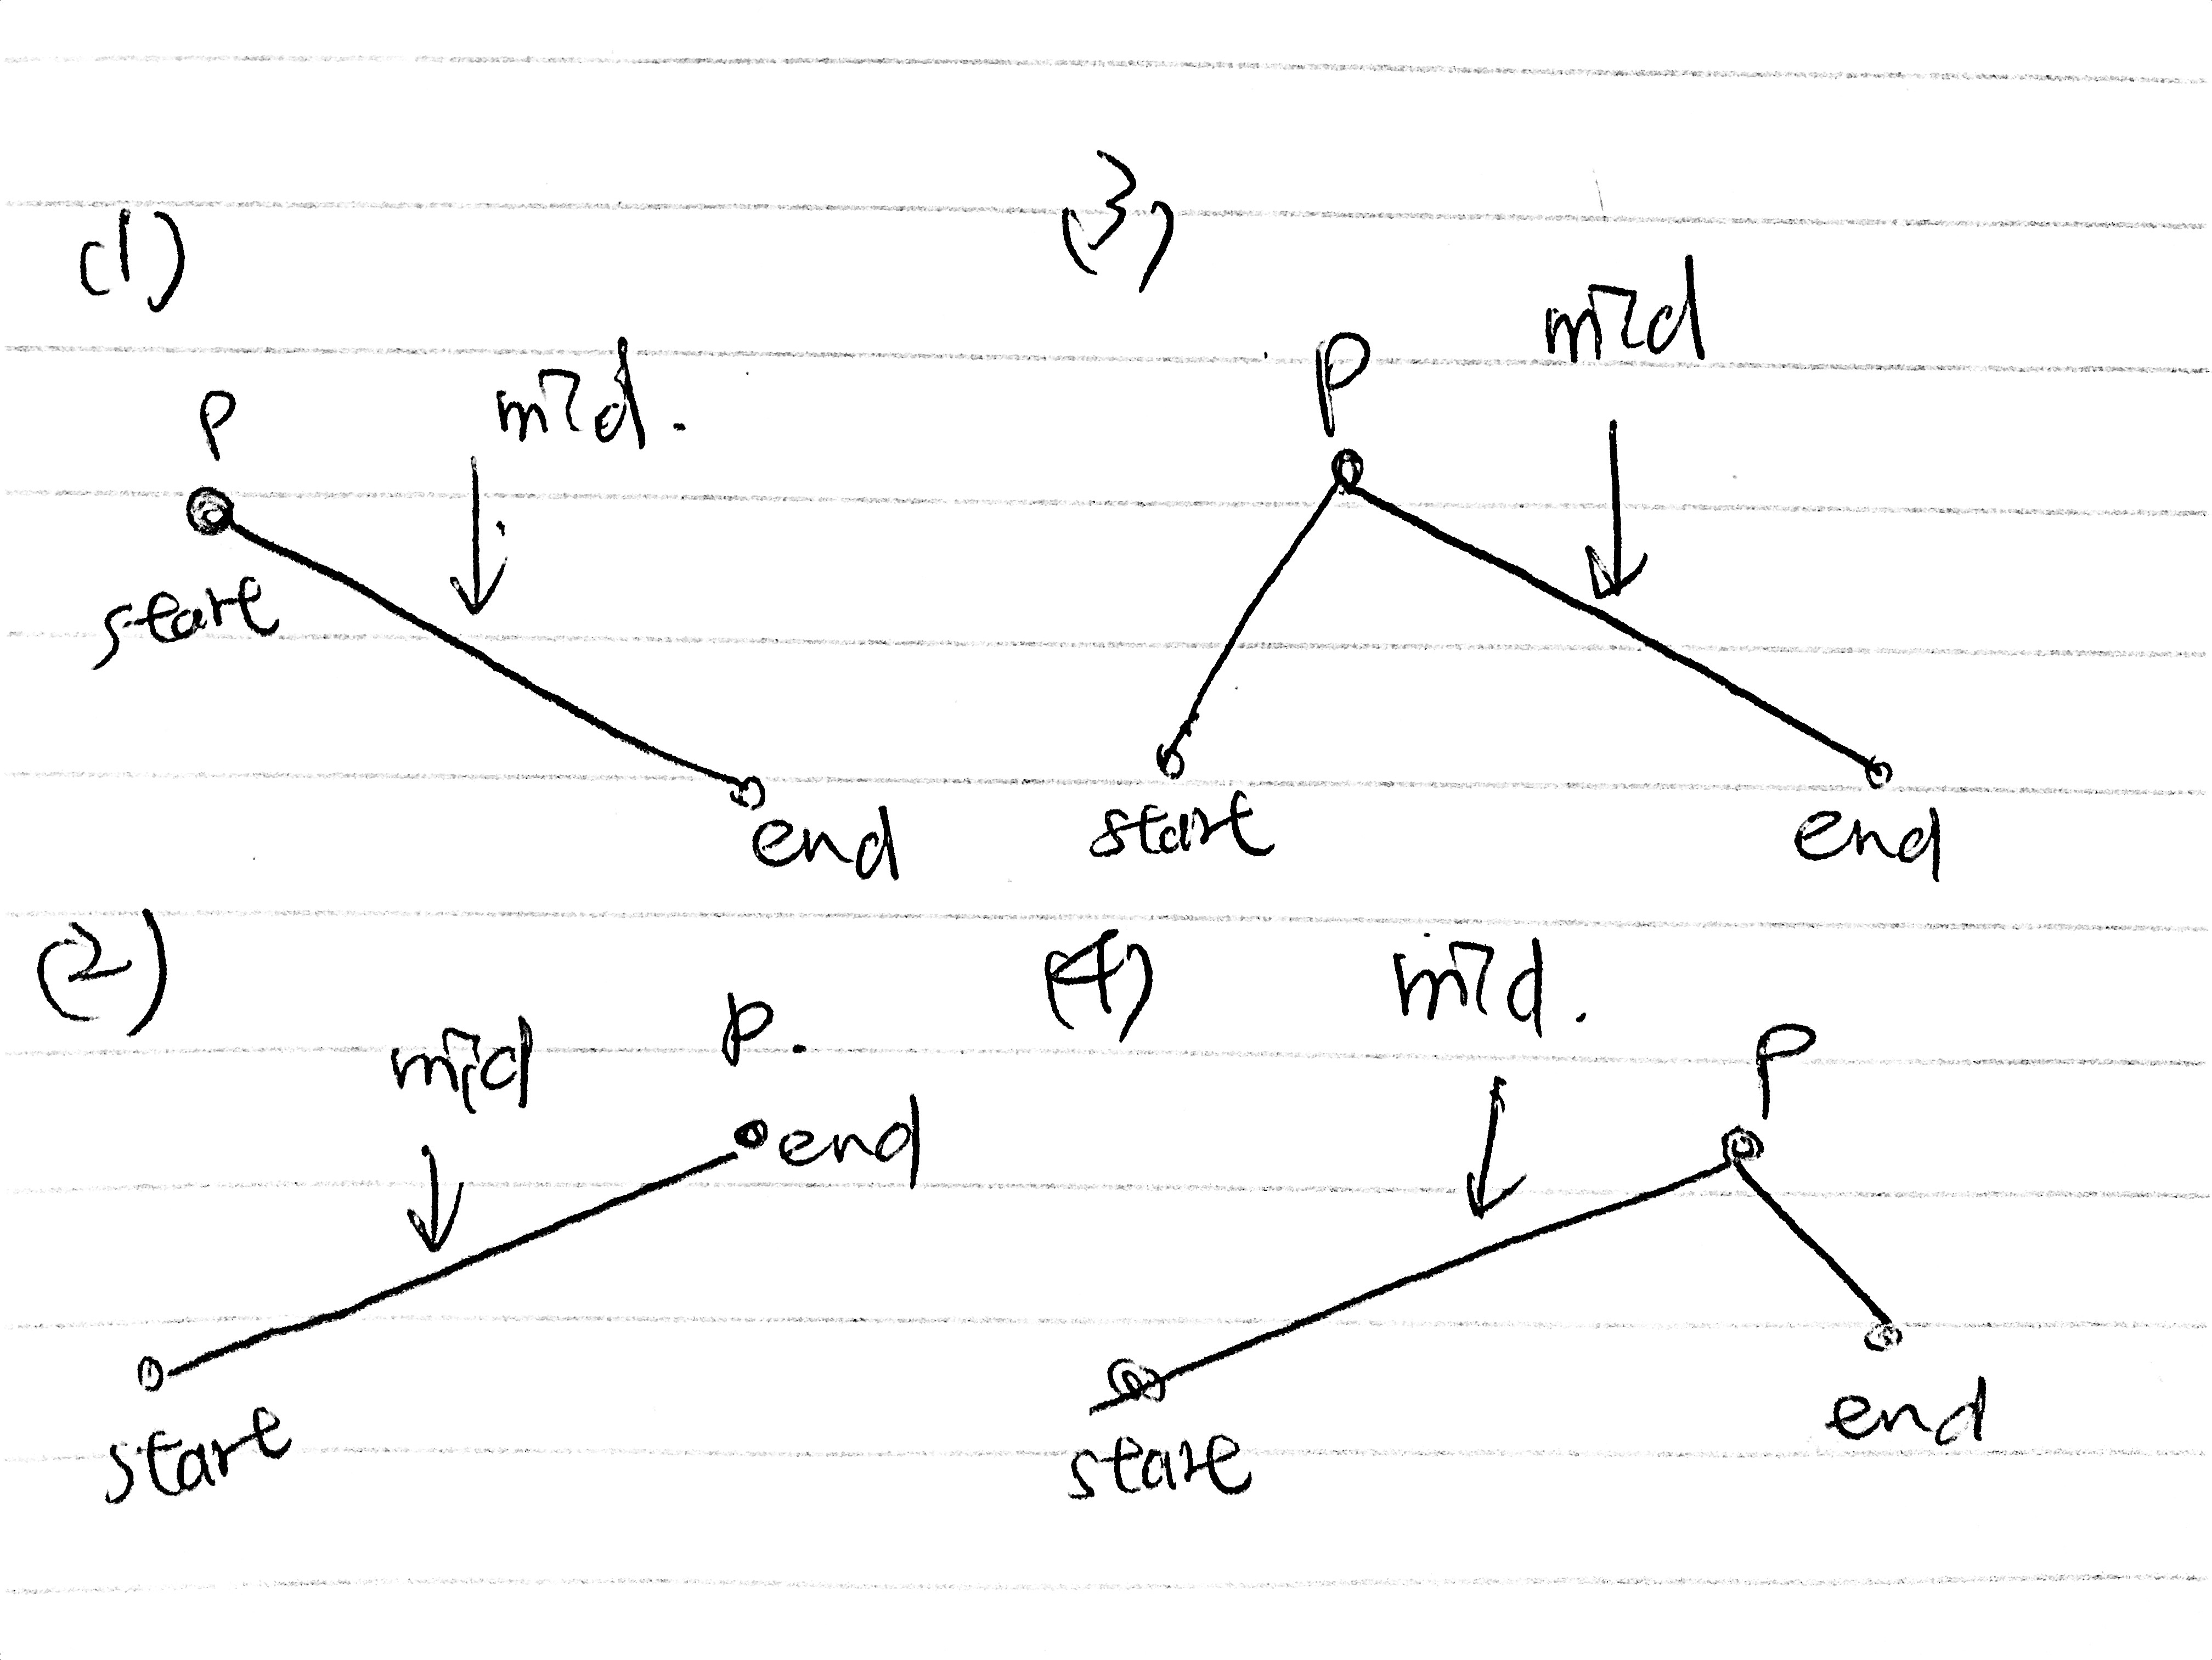 (1)
P
mid.
start
end
(2)
mid
P.
end
start
(3)
P
mid
start
end
(4)
mid.
P
start
end